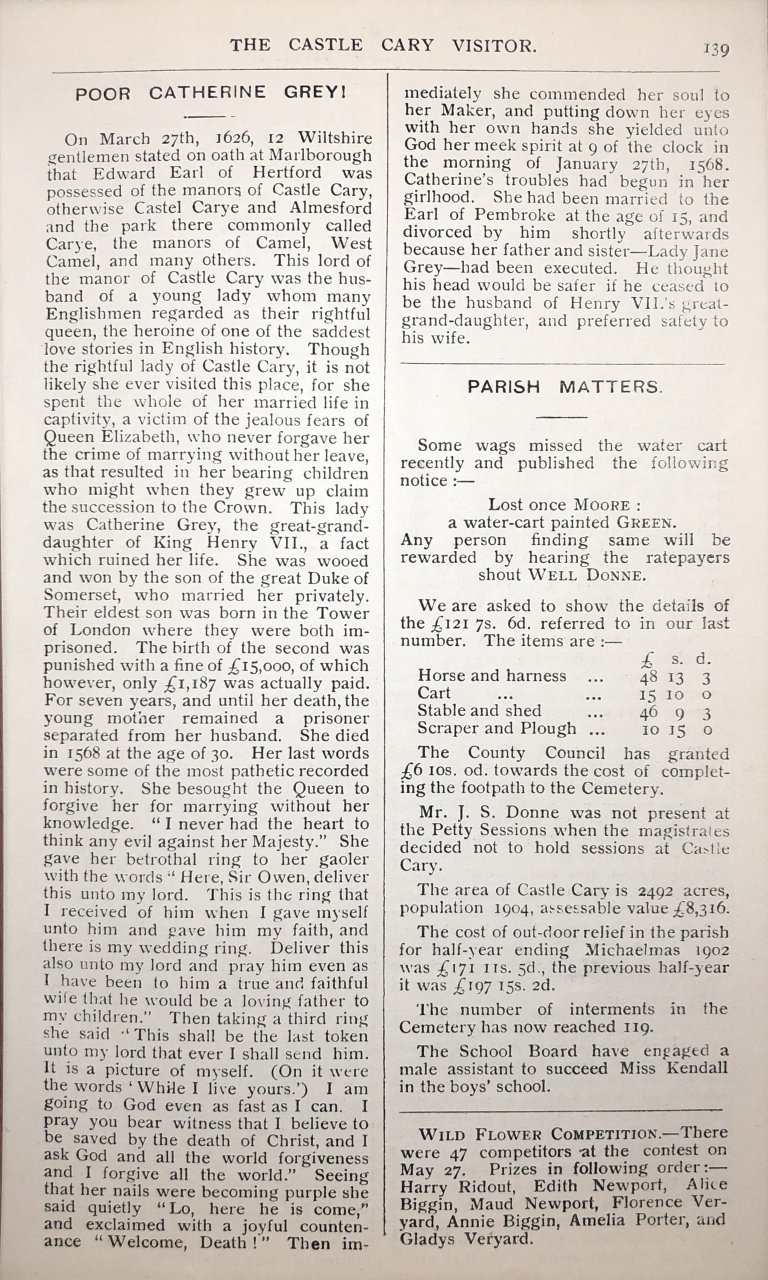 THE CASTLE CARY VISITOR.
139
POOR CATHERINE GREY!
On March 27th, 1626, 12 Wiltshire
gentlemen stated on oath at Marlborough
that Edward Earl of Hertford was
possessed of the manors of Castle Cary,
otherwise Castel Carye and Almesford
and the park there commonly called
Carye, the manors of Camel, West
Camel, and many others. This lord of
the manor of Castle Cary was the hus-
band of a young lady whom many
Englishmen regarded as their rightful
queen, the heroine of one of the saddest
love stories in English history. Though
the rightful lady of Castle Cary, it is not
likely she ever visited this place, for she
spent the whole of her married life in
captivity, a victim of the jealous fears of
Queen Elizabeth, who never forgave her
the crime of marrying without her leave,
as that resulted in her bearing children
who might when they grew up claim
the succession to the Crown. This lady
was Catherine Grey, the great-grand-
daughter of King Henry VII., a fact
which ruined her life. She was wooed
and won by the son of the great Duke of
Somerset, who married her privately.
Their eldest son was born in the Tower
of London where they were both im-
prisoned. The birth of the second was
punished with a fine of £15,000, of which
however, only £1,187 was actually paid.
For seven years, and until her death, the
young mother remained a prisoner
separated from her husband. She died
in 1568 at the age of 30. Her last words
were some of the most pathetic recorded
in history. She besought the Queen to
forgive her for marrying without her
knowledge. "I never had the heart to
think any evil against her Majesty." She
gave her betrothal ring to her gaoler
with the words "Here, Sir Owen, deliver
this unto my lord. This is the ring that
I received of him when I gave myself
unto him and gave him my faith, and
there is my wedding ring. Deliver this
also unto my lord and pray him even as
I have been to him a true and faithful
wife that he would be a loving father to
my children." Then taking a third ring
she said "This shall be the last token
unto my lord that ever I shall send him.
It is a picture of myself. (On it were
the words 'While I live yours.') I am
going to God even as fast as I can. I
pray you bear witness that I believe to
be saved by the death of Christ, and I
ask God and all the world forgiveness
and I forgive all the world." Seeing
that her nails were becoming purple she
said quietly "Lo, here he is come,"
and exclaimed with a joyful counten-
ance "Welcome, Death!" Then im-
mediately she commended her soul to
her Maker, and putting down her eyes
with her own hands she yielded unto
God her meek spirit at 9 of the clock in
the morning of January 27th, 1568.
Catherine's troubles had begun in her
girlhood. She had been married to the
Earl of Pembroke at the age of 15, and
divorced by him shortly afterwards
because her father and sister—Lady Jane
Grey—had been executed. He thought
his head would be safer if he ceased to
be the husband of Henry VII.'s great-
grand-daughter, and preferred safety to
his wife.
PARISH MATTERS.
Some wags missed the water cart
recently and published the following
notice :—
Lost once MOORE :
a water-cart painted GREEN.
Any person finding same will be
rewarded by hearing the ratepayers
shout WELL DONNE.
We are asked to show the details of
the £121 7s. 6d. referred to in our last
number. The items are :—
£ s. d.
Horse and harness ... 48 13 3
Cart ... ... 15 10 0
Stable and shed ... 46 9 3
Scraper and Plough ... 10 15 0
The County Council has granted
£6 10s. od. towards the cost of complet-
ing the footpath to the Cemetery.
Mr. J. S. Donne was not present at
the Petty Sessions when the magistrates
decided not to hold sessions at Castle
Cary.
The area of Castle Cary is 2492 acres,
population 1904, assessable value £8,316.
The cost of out-door relief in the parish
for half-year ending Michaelmas 1902
was £171 11s. 5d., the previous half-year
it was £197 15s. 2d.
The number of interments in the
Cemetery has now reached 119.
The School Board have engaged a
male assistant to succeed Miss Kendall
in the boys' school.
WILD FLOWER COMPETITION.—There
were 47 competitors at the contest on
May 27. Prizes in following order:—
Harry Ridout, Edith Newport, Alice
Biggin, Maud Newport, Florence Ver-
yard, Annie Biggin, Amelia Porter, and
Gladys Veryard.